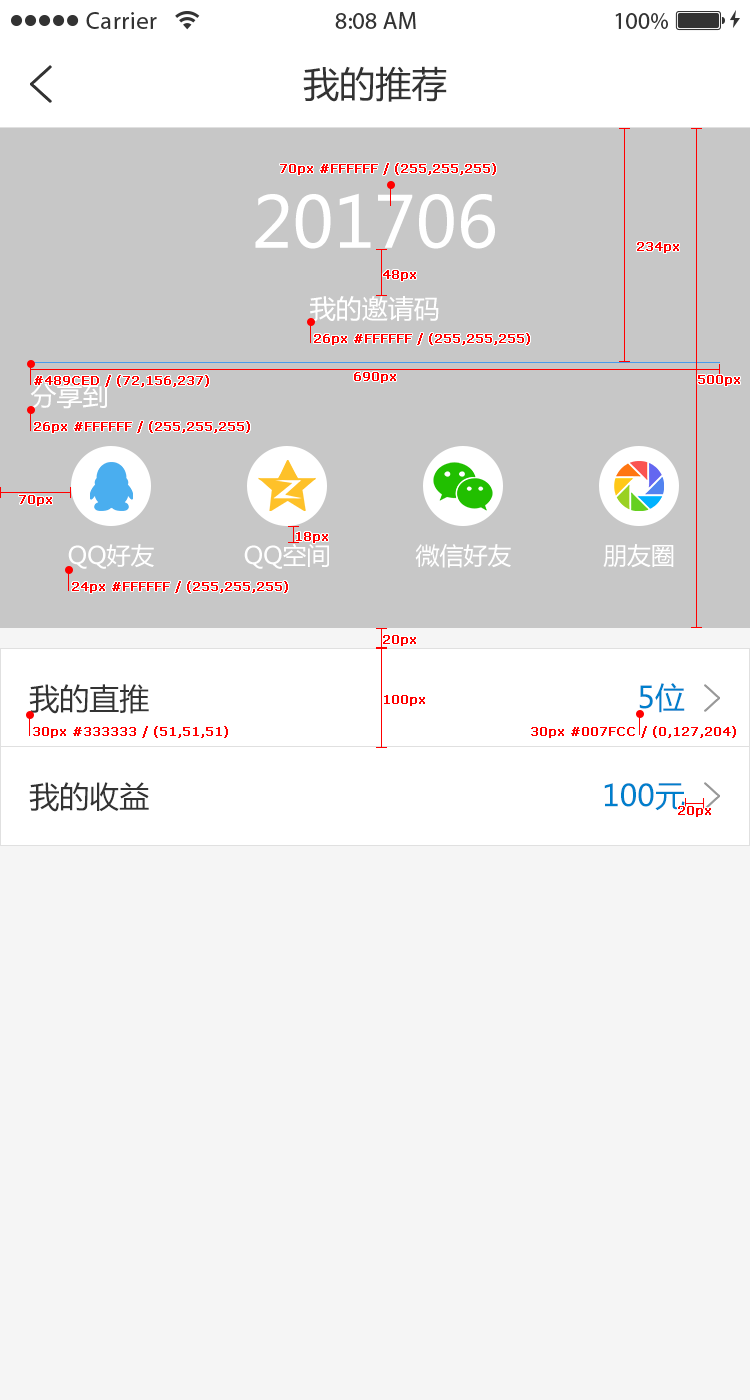 Carrier 8:08 AM 100%
我的推荐
70px #FFFFFF / (255,255,255)
201706
234px
48px
我的邀请码
26px #FFFFFF / (255,255,255)
690px
#489CED / (72,156,237)
500px
分享到
26px #FFFFFF / (255,255,255)
70px
18px
QQ好友 QQ空间 微信好友 朋友圈
24px #FFFFFF / (255,255,255)
20px
我的直推 100px 5位
30px #333333 / (51,51,51) 30px #007FCC / (0,127,204)
我的收益 100元
20px